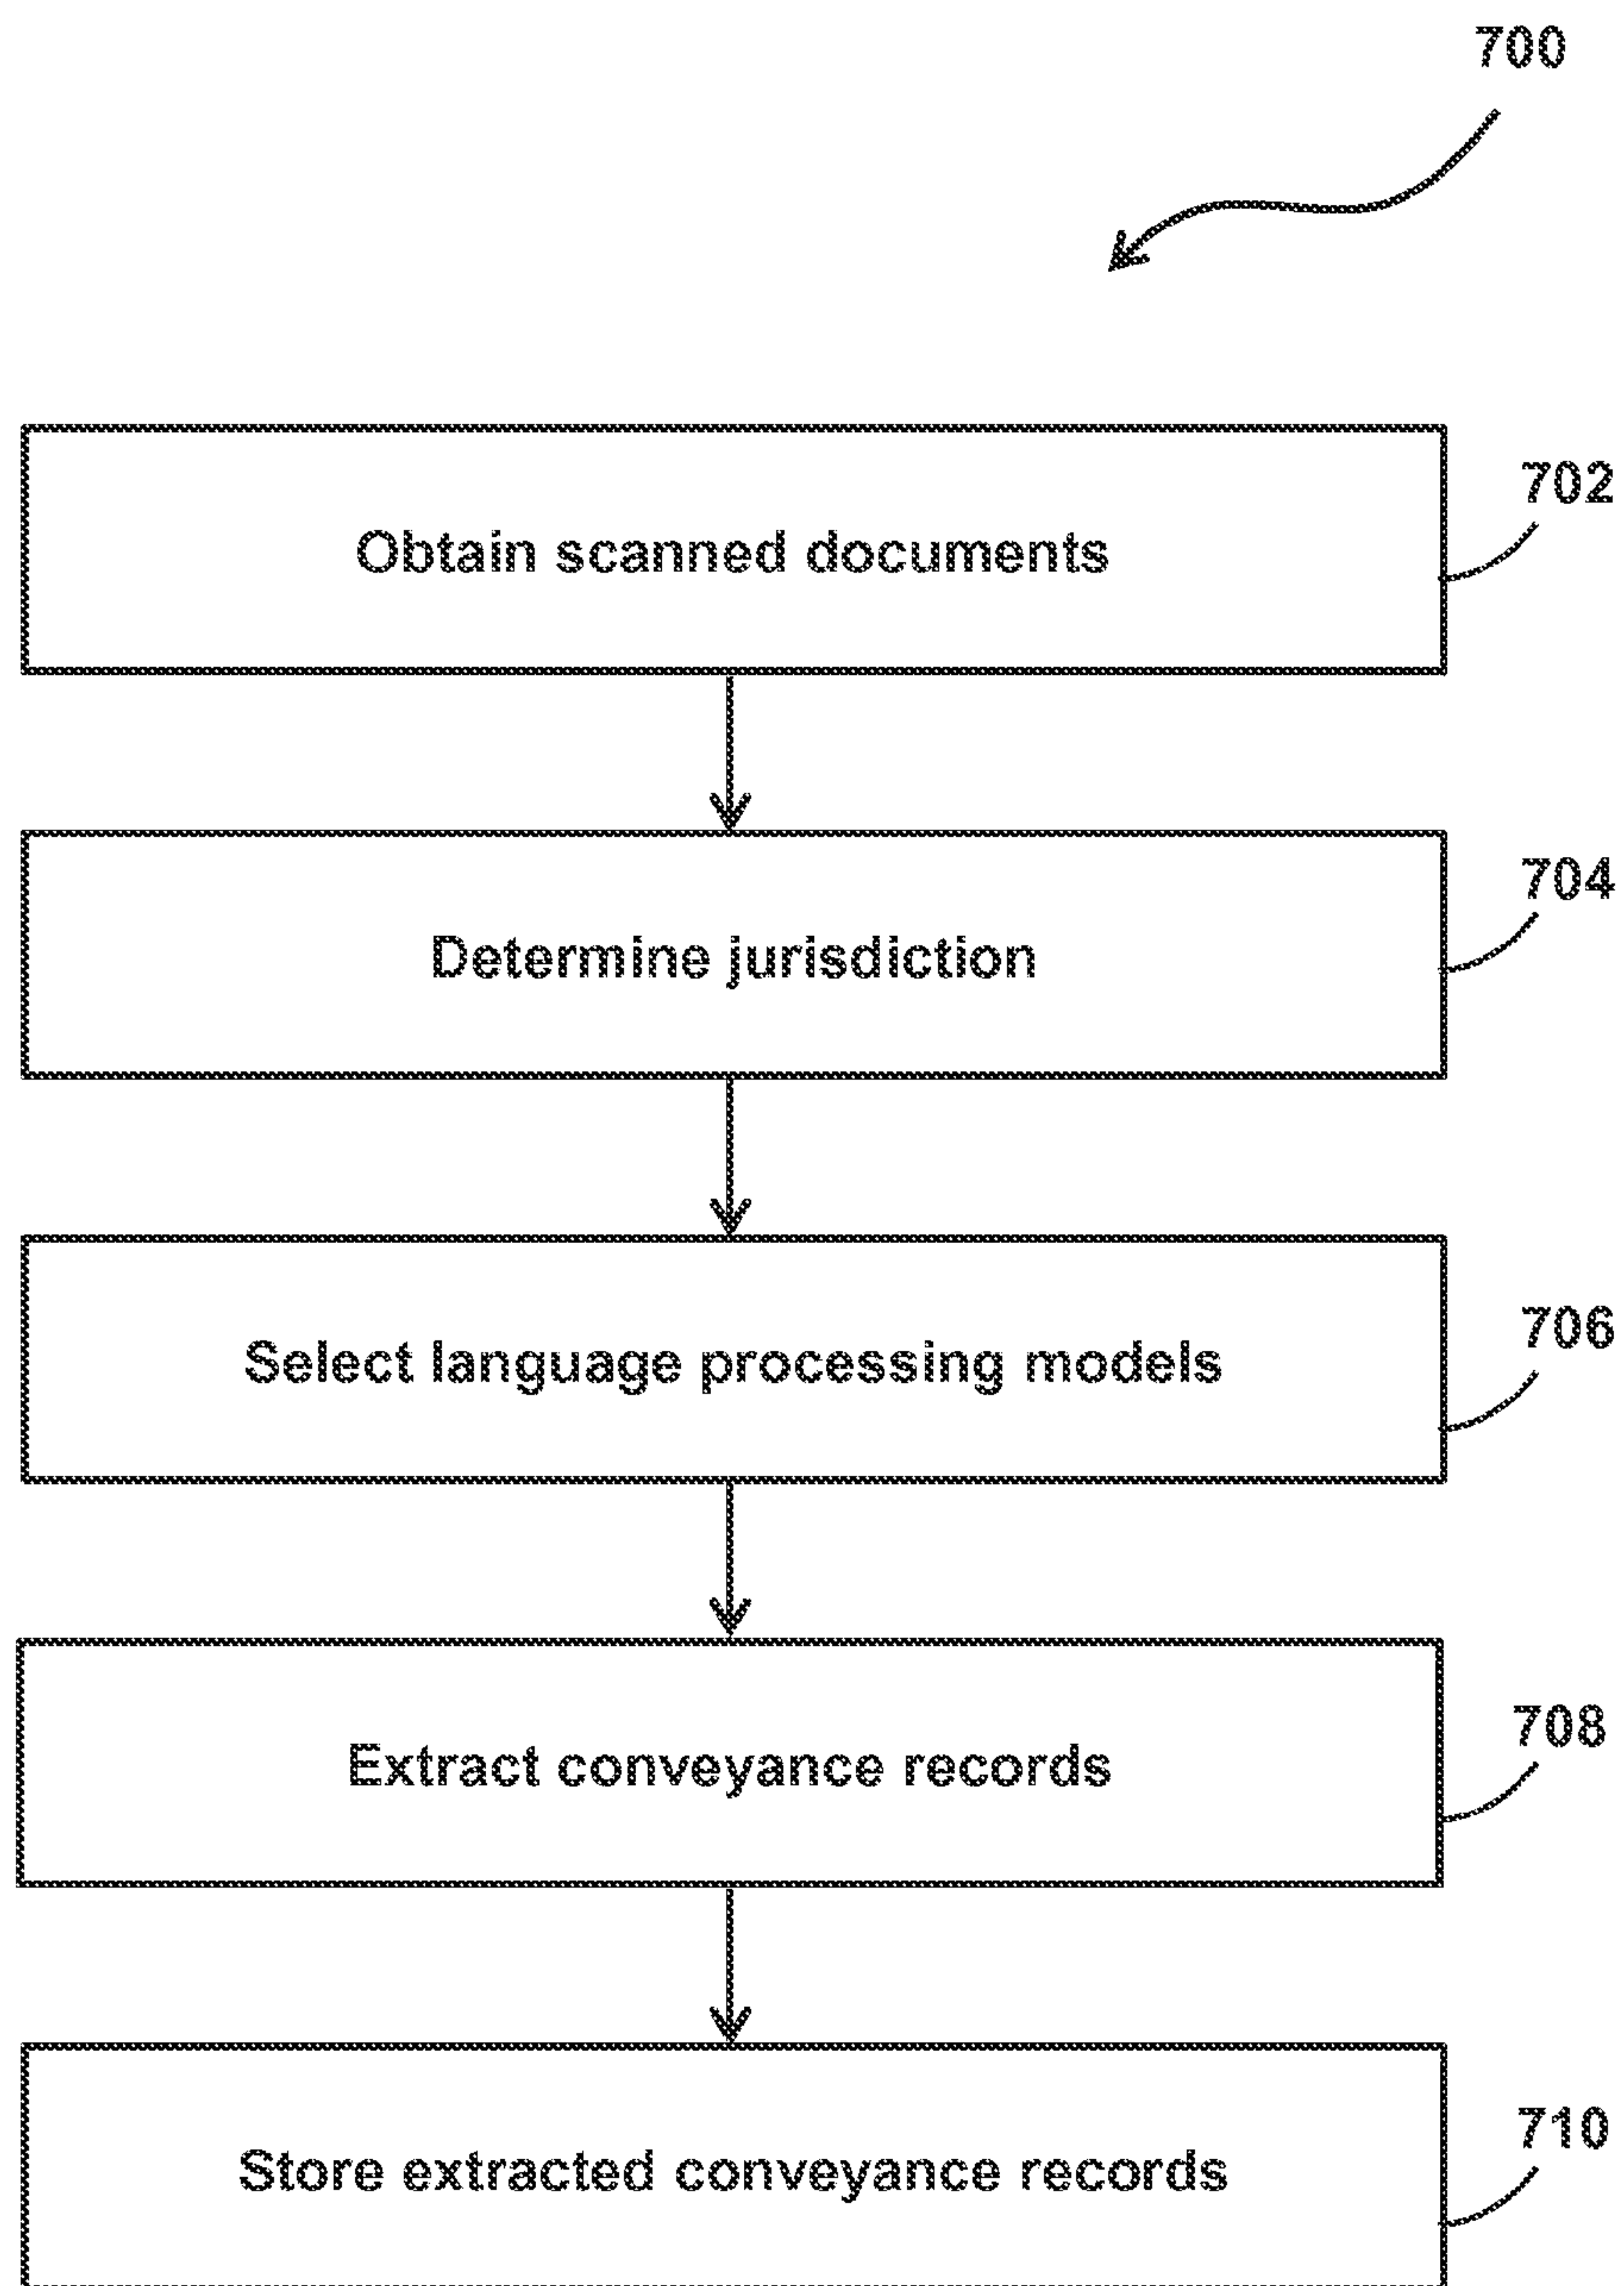 700
Obtain scanned documents
702
Determine jurisdiction
704
Select language processing models
706
Extract conveyance records
708
Store extracted conveyance records
710